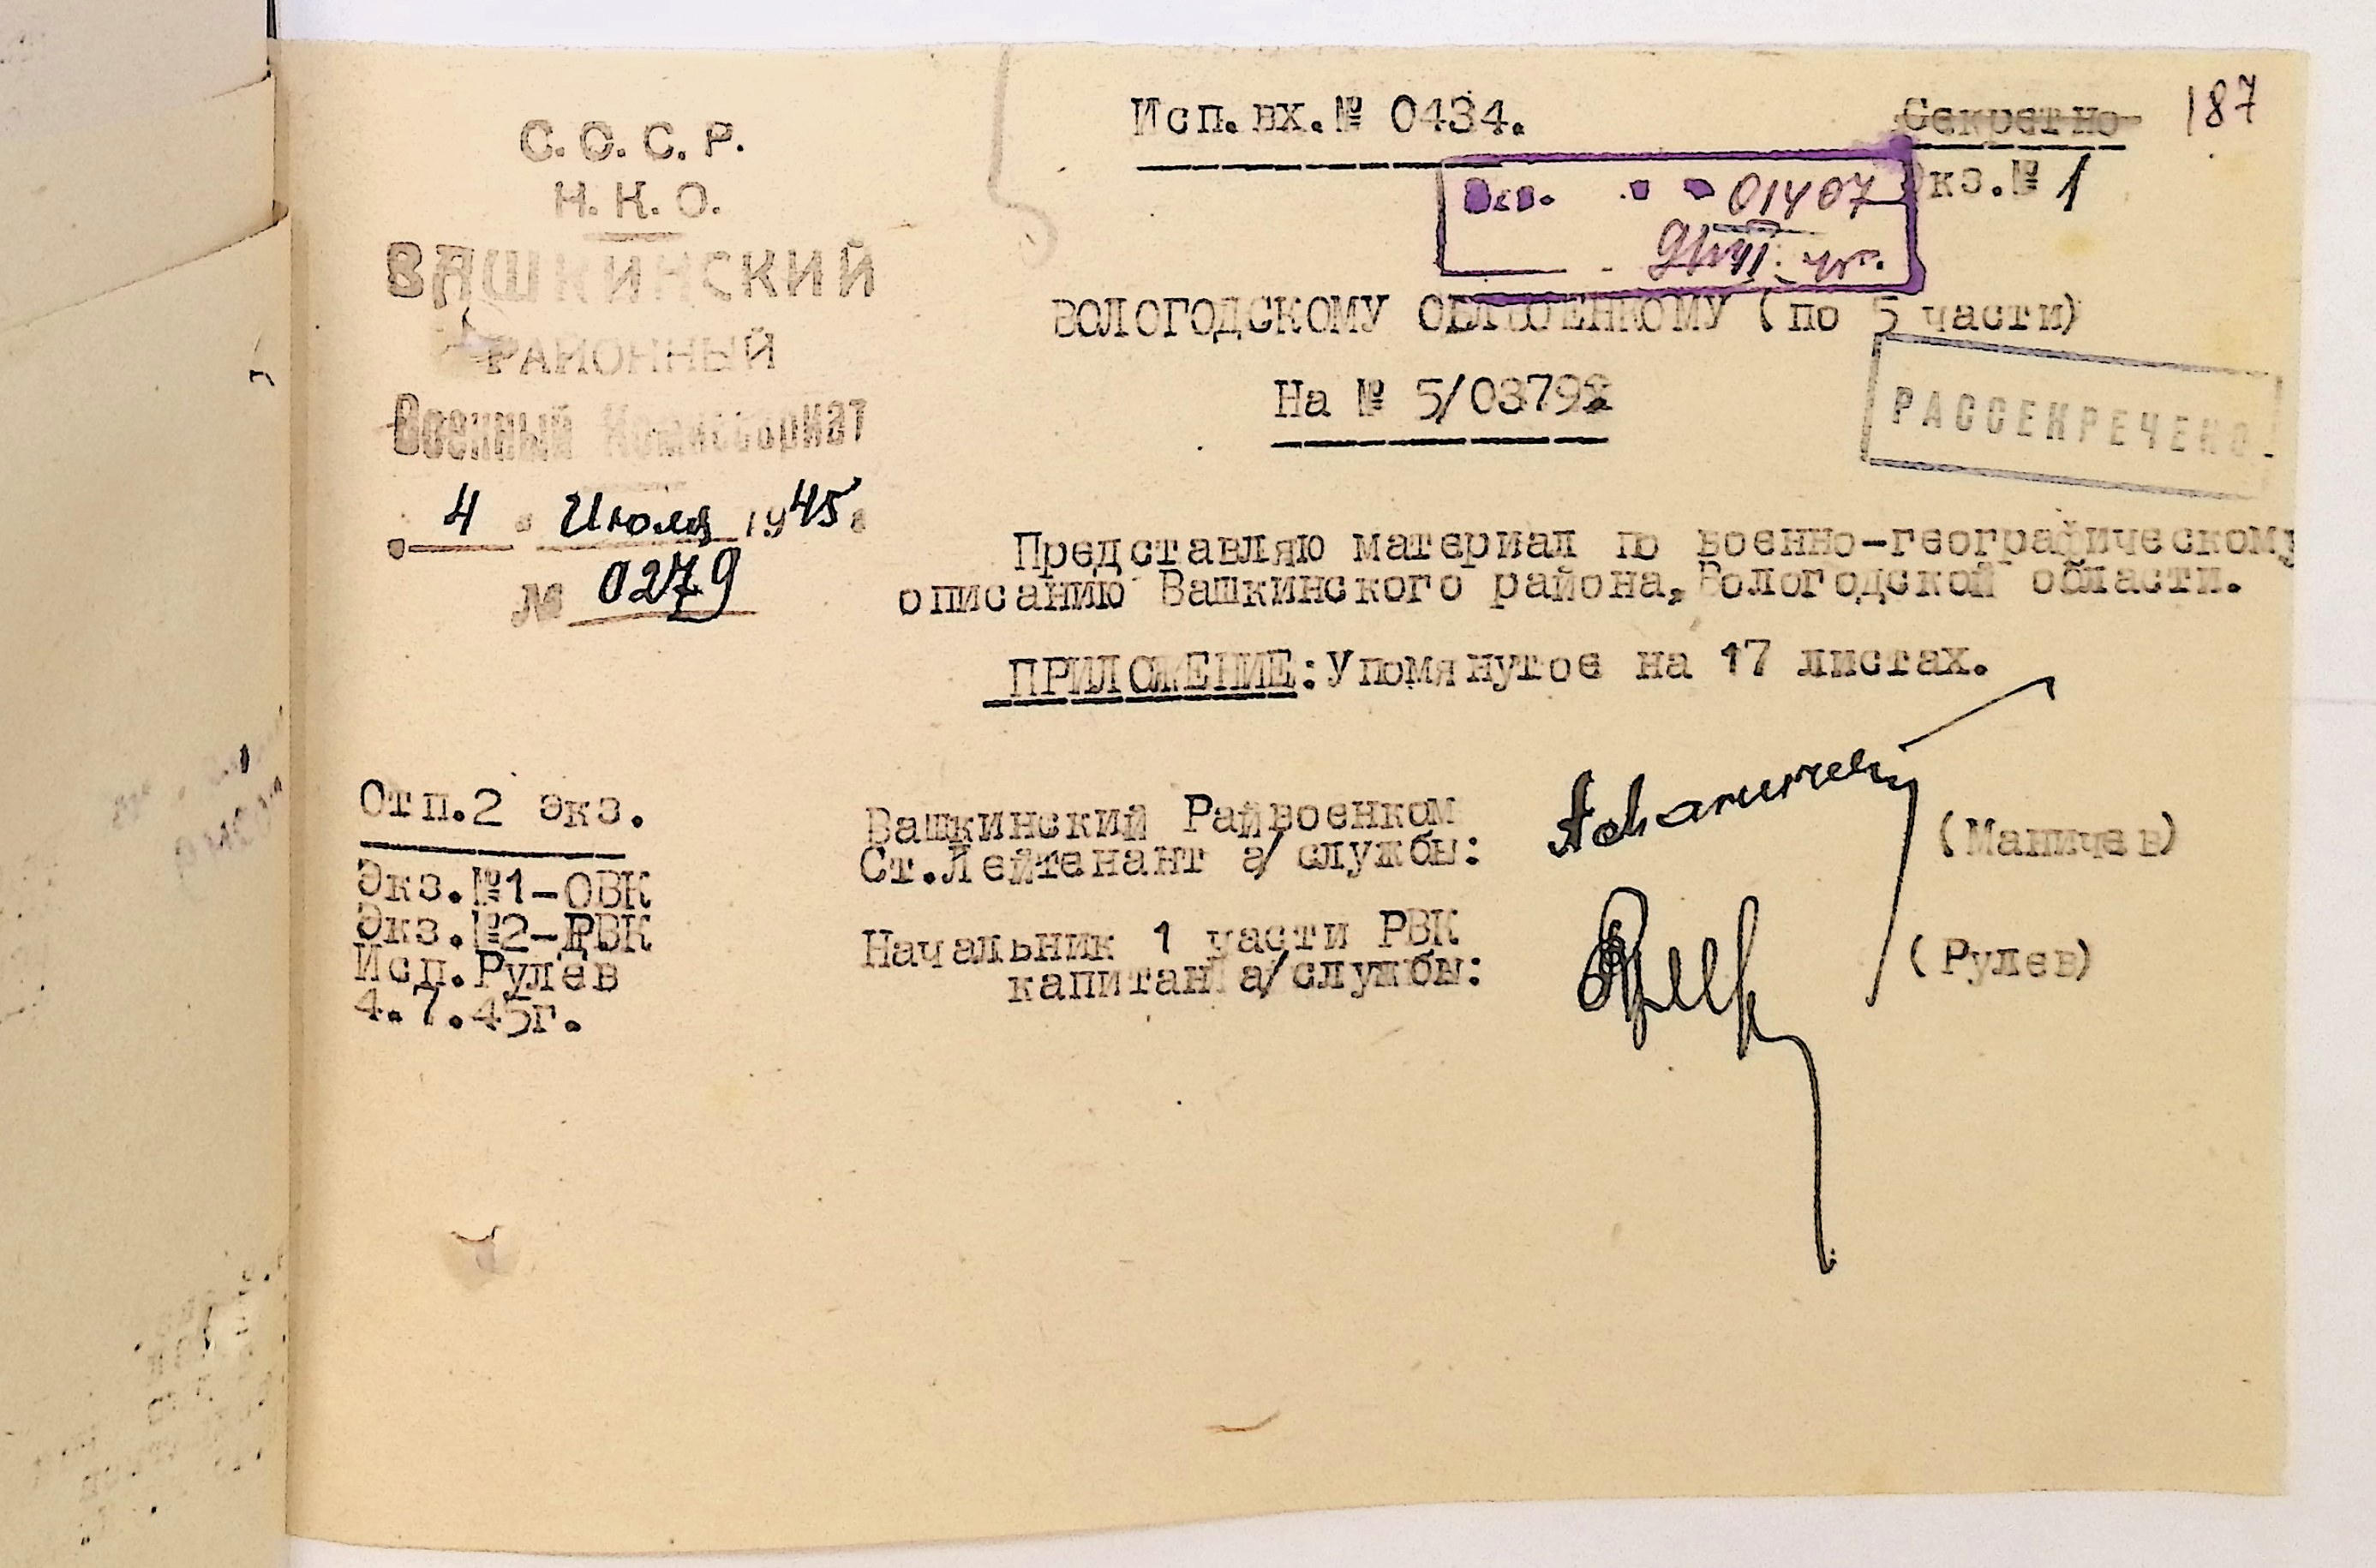 187
Исп.вх.№ 0434.
Секретно
Экз.№ 1
01407
С.С.С.Р.
Н.К.О.
ВАШКИНСКИЙ
РАЙОННЫЙ
Военный Комиссариат
4 Июля 1945г
№ 0279
ВОЛОГОДСКОМУ ОБЛВОЕНКОМУ (по 5 части)
На № 5/03792
РАССЕКРЕЧЕНО
Представляю материал по военно-географическому
описанию Вашкинского района, Вологодской области.
ПРИЛОЖЕНИЕ: Упомянутое на 17 листах.
Отп.2 экз.
Экз.№1-ОВК
Экз.№2-РВК
Исп.Рулев
4.7.45г.
Вашкинский Райвоенком
Ст.Лейтенант а/службы:
(Маничев)
Начальник 1 части РВК
капитан а/службы:
(Рулев)